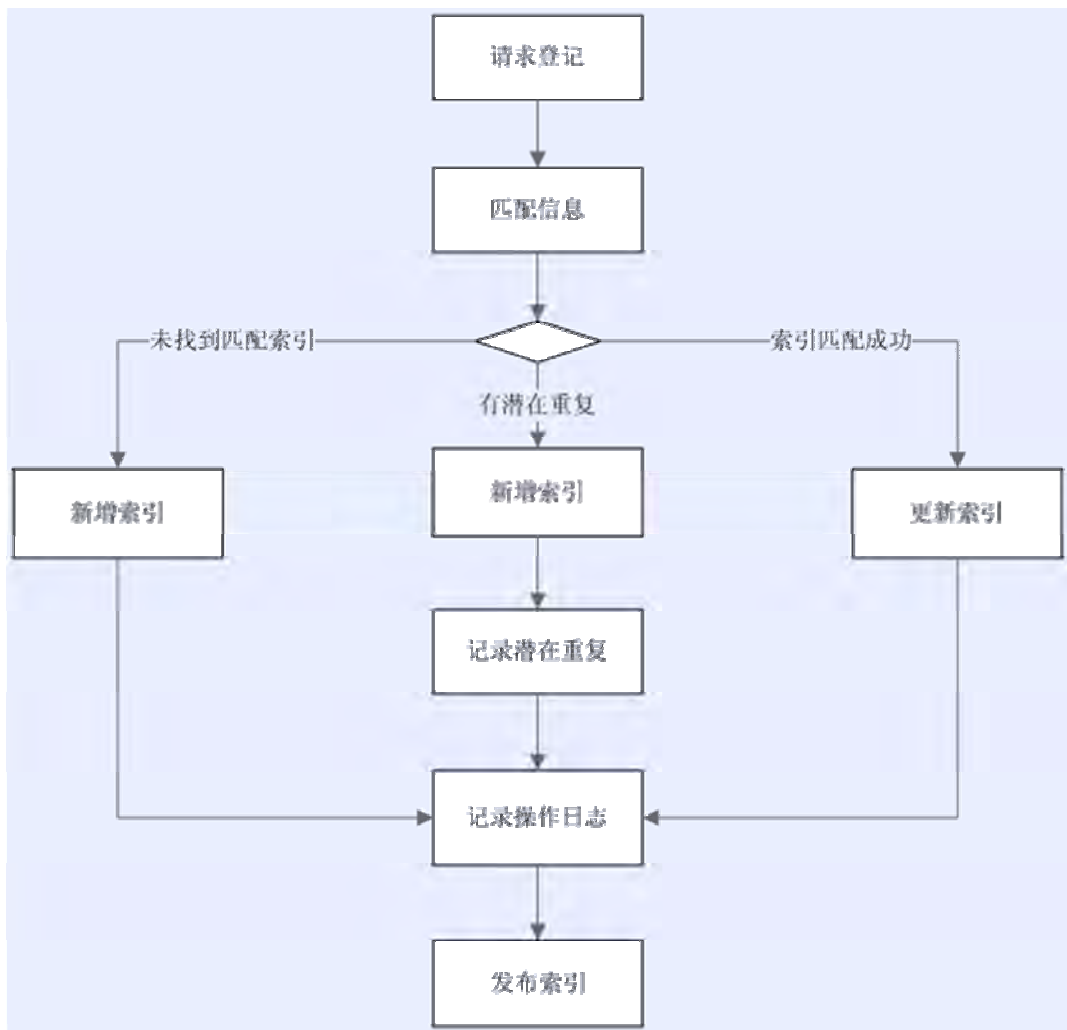 请求登记
匹配信息
未找到匹配索引
索引匹配成功
有潜在重复
新增索引
新增索引
更新索引
记录潜在重复
记录操作日志
发布索引